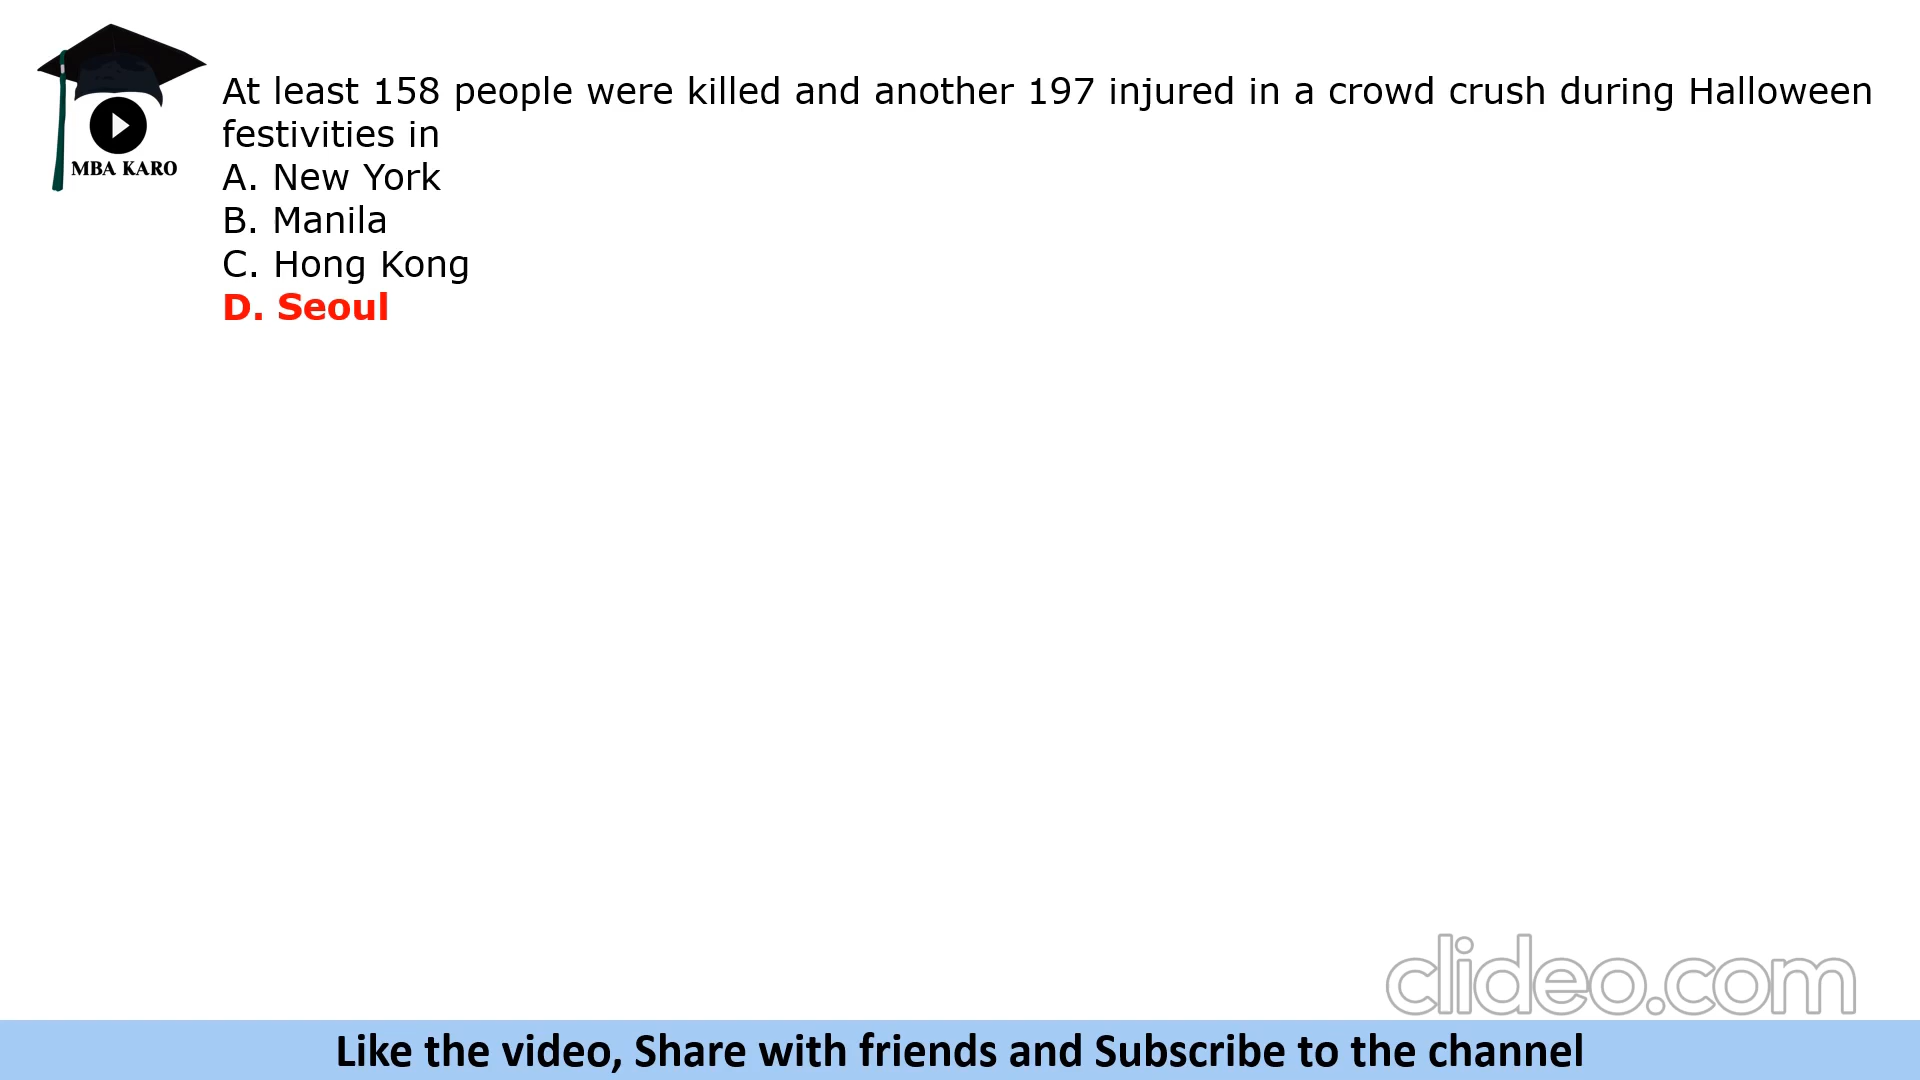 At least 158 people were killed and another 197 injured in a crowd crush during Halloween
festivities in
A. New York
B. Manila
C. Hong Kong
D. Seoul
MBA KARO
clideo.com
Like the video, Share with friends and Subscribe to the channel